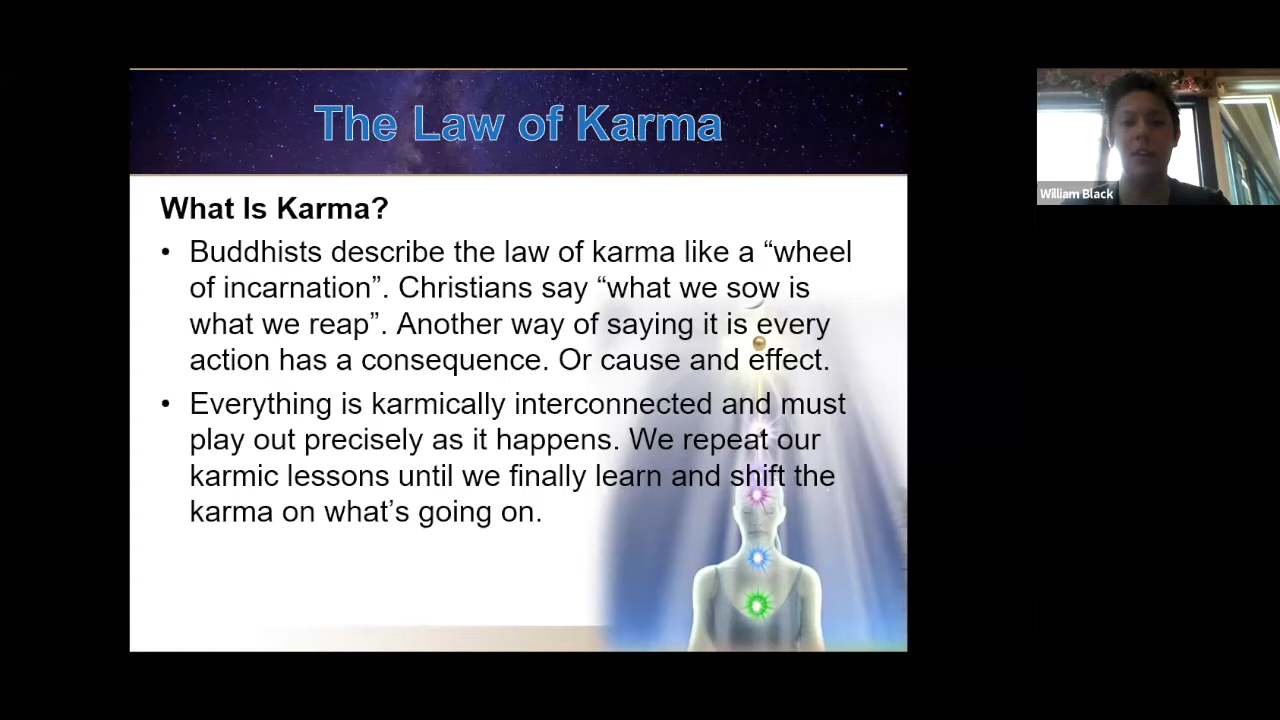 The Law of Karma
What Is Karma?
• Buddhists describe the law of karma like a “wheel
of incarnation”. Christians say “what we sow is
what we reap”. Another way of saying it is every
action has a consequence. Or cause and effect.
• Everything is karmically interconnected and must
play out precisely as it happens. We repeat our
karmic lessons until we finally learn and shift the
karma on what’s going on.
William Black